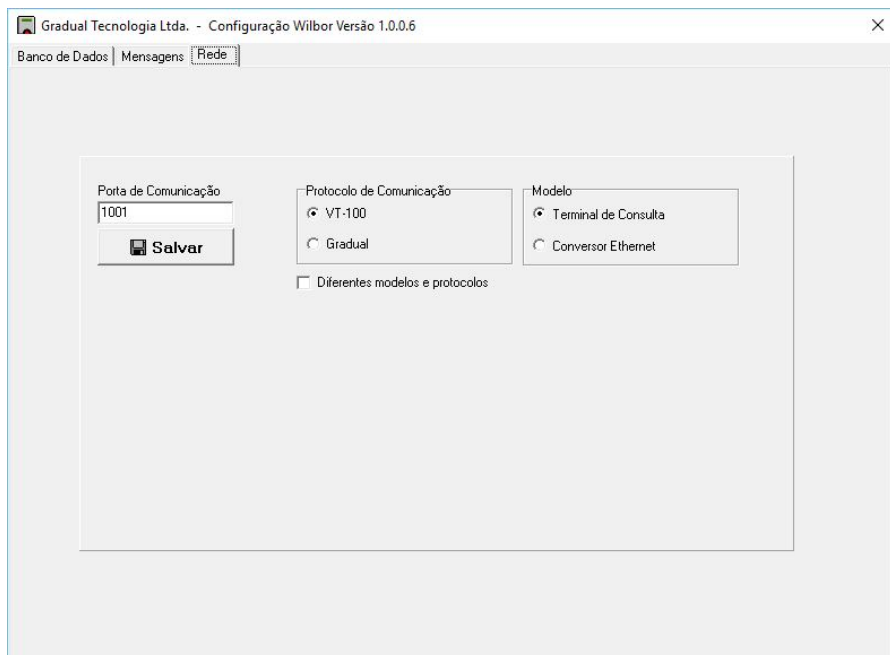 Gradual Tecnologia Ltda. - Configuração Wilbor Versão 1.0.0.6
Banco de Dados Mensagens Rede
Porta de Comunicação
1001
Salvar
Protocolo de Comunicação
VT-100
Gradual
Diferentes modelos e protocolos
Modelo
Terminal de Consulta
Conversor Ethernet